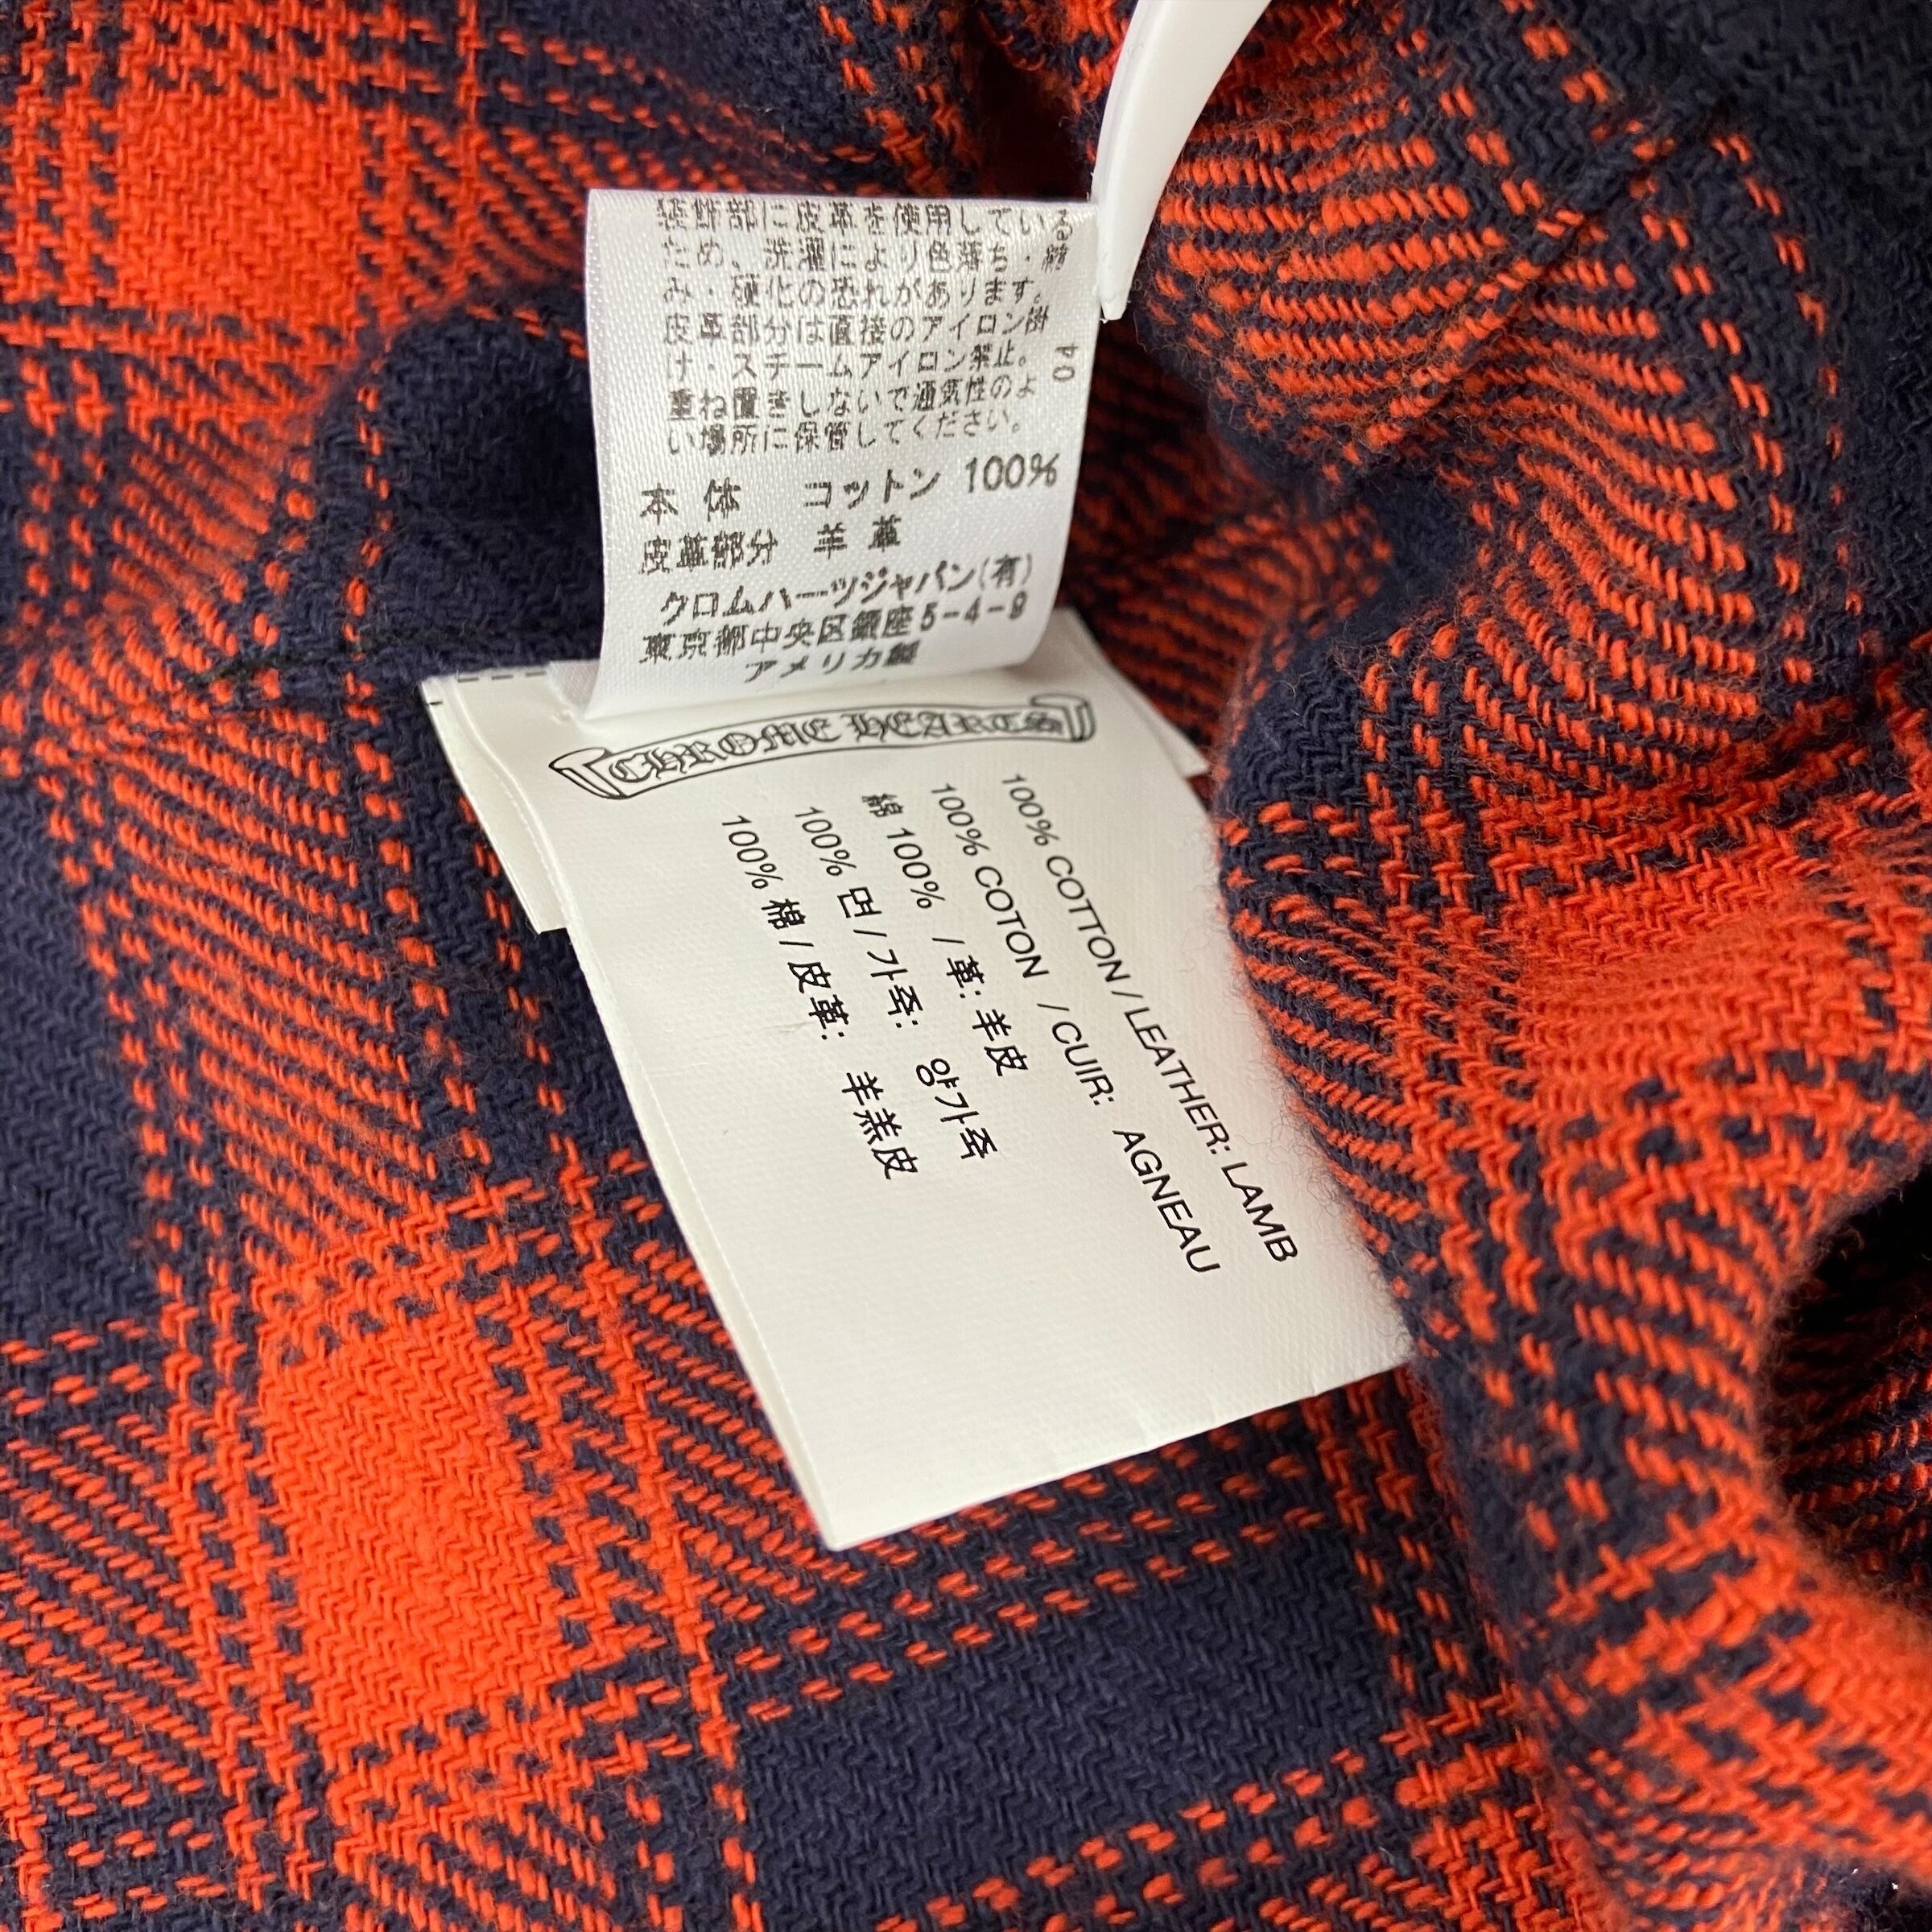 装飾部に皮革を使用している
ため、洗濯により色落ち・縮
み・硬化の恐れがあります。
皮革部分は直接のアイロン掛
け・スチームアイロン禁止。
重ね置きしないで通気性のよ
い場所に保管してください。
04
本体 コットン 100%
皮革部分 羊革
クロムハーツジャパン(有)
東京都中央区銀座5-4-9
アメリカ製
CHROME HEARTS
100% COTTON / LEATHER: LAMB
100% COTON / CUIR: AGNEAU
綿 100% / 革: 羊皮
100% 면 / 가죽: 양가죽
100% 棉 / 皮革: 羊羔皮